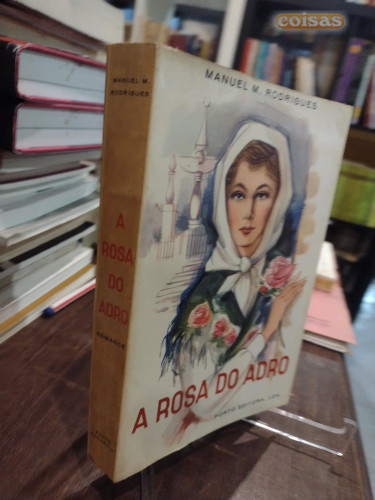 coisas
MANUEL M.
RODRIGUES
A
ROSA
DO
ADRO
ROMANCE
MANUEL M. RODRIGUES
A ROSA DO ADRO
PORTO EDITORA, LDA.